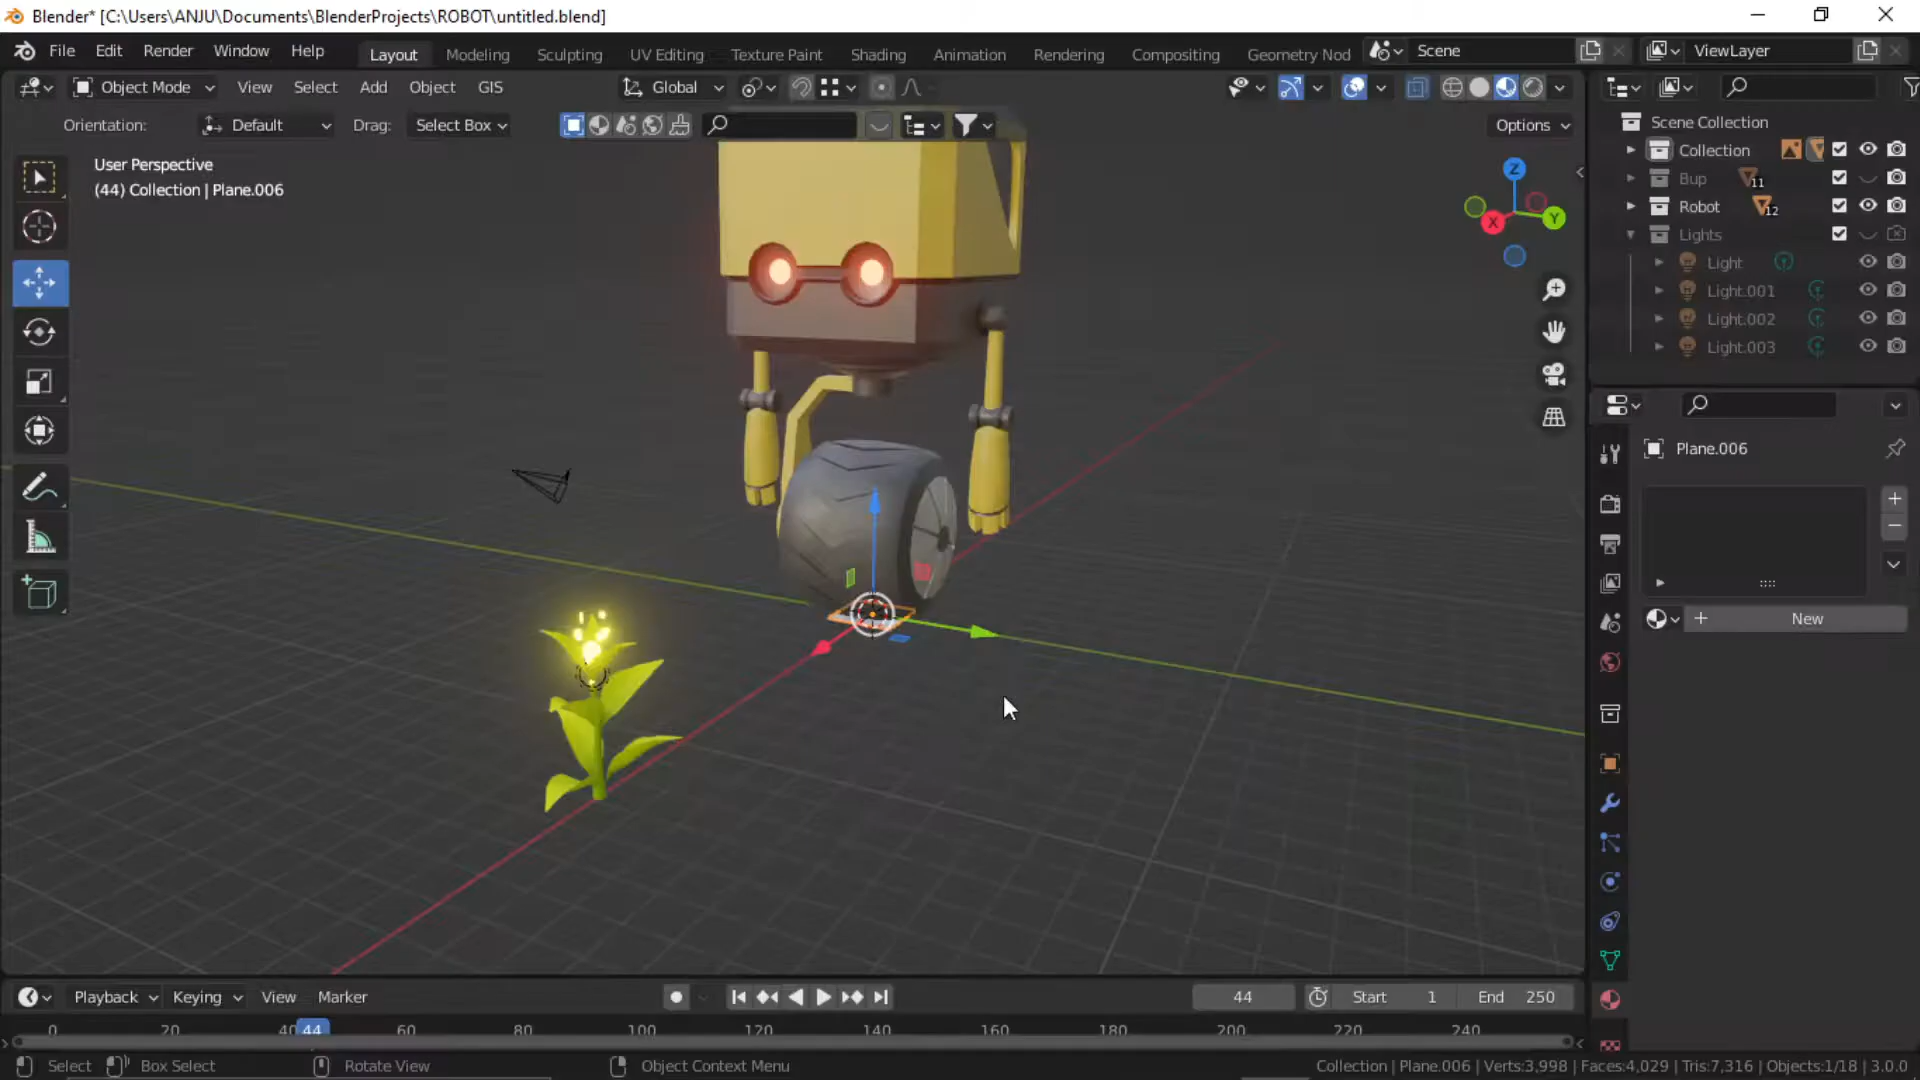 Blender* [C:\Users\ANJU\Documents\BlenderProjects\ROBOT\untitled.blend]
File Edit Render Window Help Layout Modeling Sculpting UV Editing Texture Paint Shading Animation Rendering Compositing Geometry Nod Scene ViewLayer
Object Mode View Select Add Object GIS Global
Orientation: Default Drag: Select Box Options
User Perspective
(44) Collection | Plane.006
Z
Y
X
Scene Collection
Collection
Bup 11
Robot 12
Lights
Light
Light.001
Light.002
Light.003
Plane.006
New
Playback Keying View Marker 44 Start 1 End 250
0 20 40 44 60 80 100 120 140 160 180 200 220 240
Select Box Select Rotate View Object Context Menu Collection | Plane.006 | Verts:3,998 | Faces:4,029 | Tris:7,316 | Objects:1/18 | 3.0.0